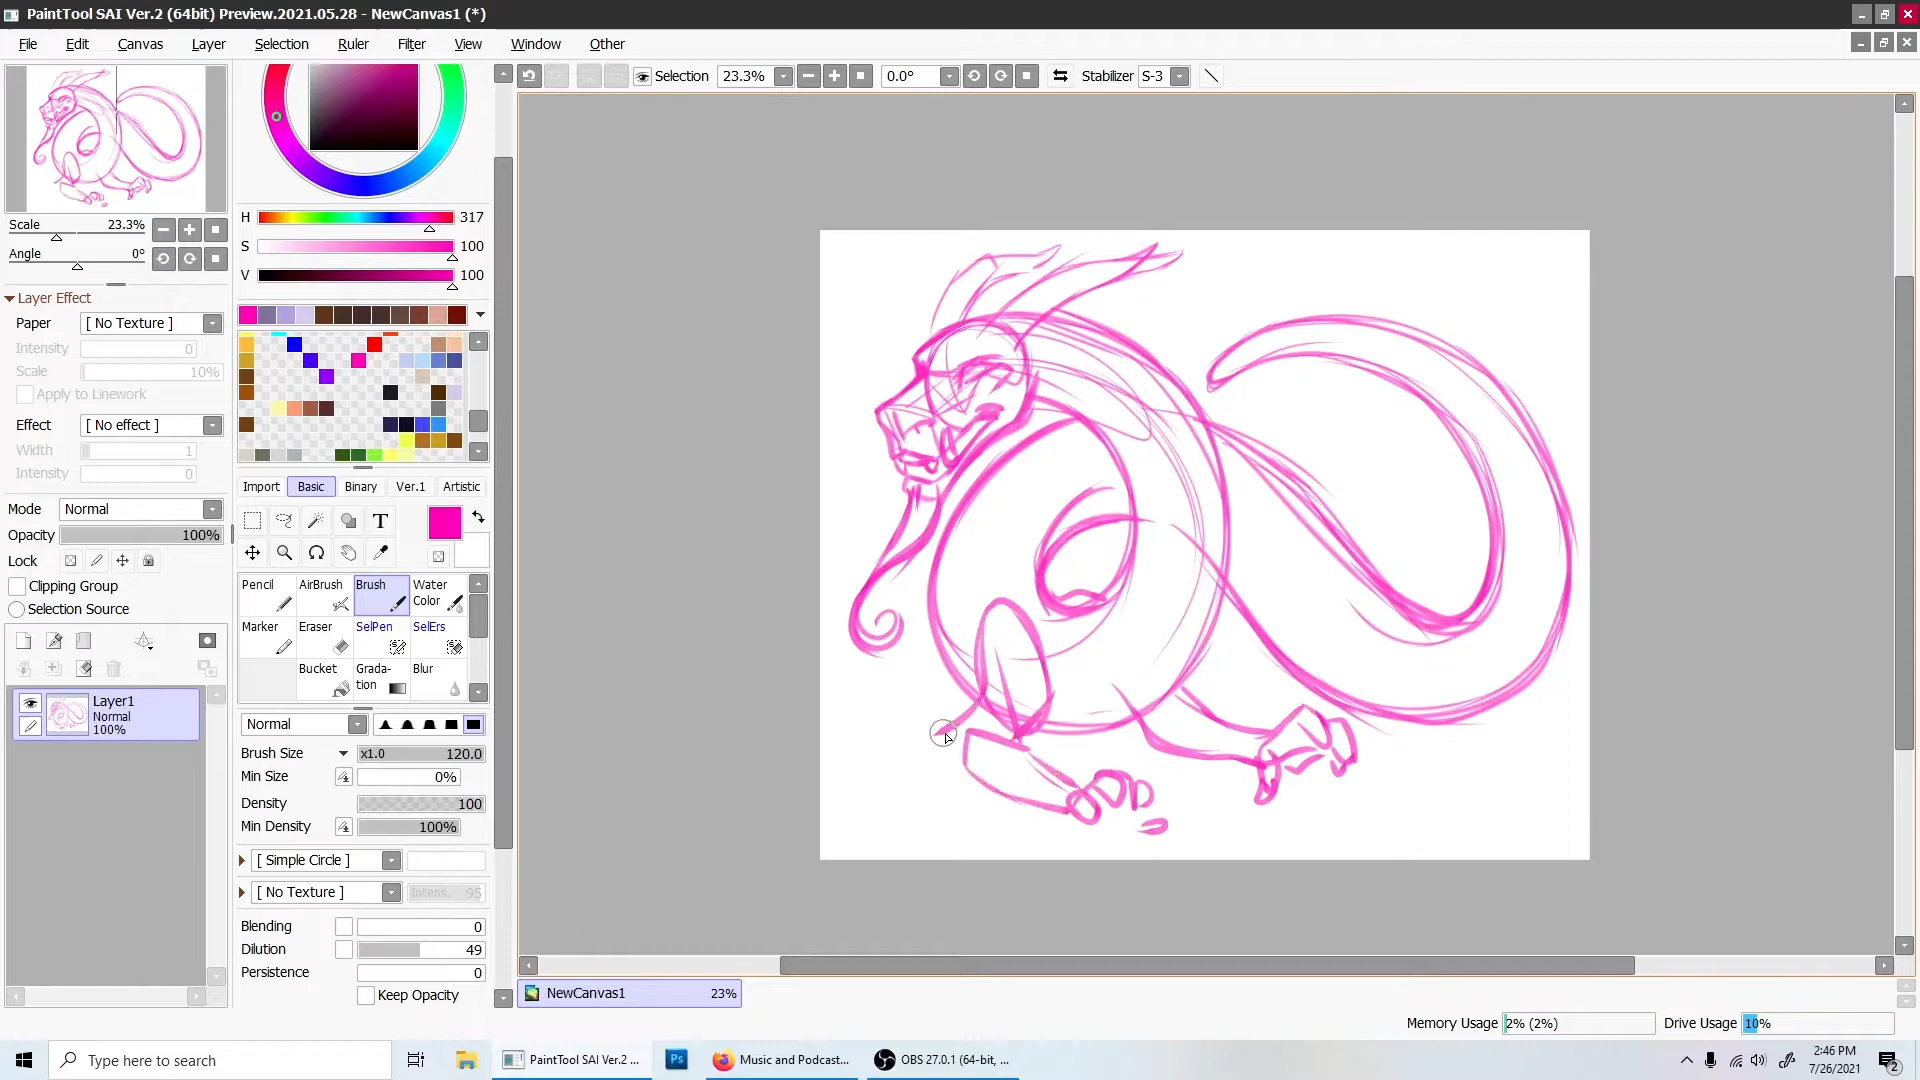 PaintTool SAI Ver.2 (64bit) Preview.2021.05.28 - NewCanvas1 (*)
File Edit Canvas Layer Selection Ruler Filter View Window Other
Selection 23.3% 0.0° Stabilizer S-3
Scale 23.3%
Angle 0°
Layer Effect
Paper [ No Texture ]
Intensity 0
Scale 10%
Apply to Linework
Effect [ No effect ]
Width 1
Intensity 0
Mode Normal
Opacity 100%
Lock
Clipping Group
Selection Source
Layer1
Normal
100%
H 317
S 100
V 100
Import Basic Binary Ver.1 Artistic
T
Pencil AirBrush Brush Water Color
Marker Eraser SelPen SelErs
Bucket Grada-tion Blur
Normal
Brush Size x1.0 120.0
Min Size 0%
Density 100
Min Density 100%
[ Simple Circle ]
[ No Texture ] Intens. 95
Blending 0
Dilution 49
Persistence 0
Keep Opacity
NewCanvas1 23%
Memory Usage 2% (2%) Drive Usage 10%
Type here to search
PaintTool SAI Ver.2 ...
Ps
Music and Podcast...
OBS 27.0.1 (64-bit, ...
2:46 PM
7/26/2021
2